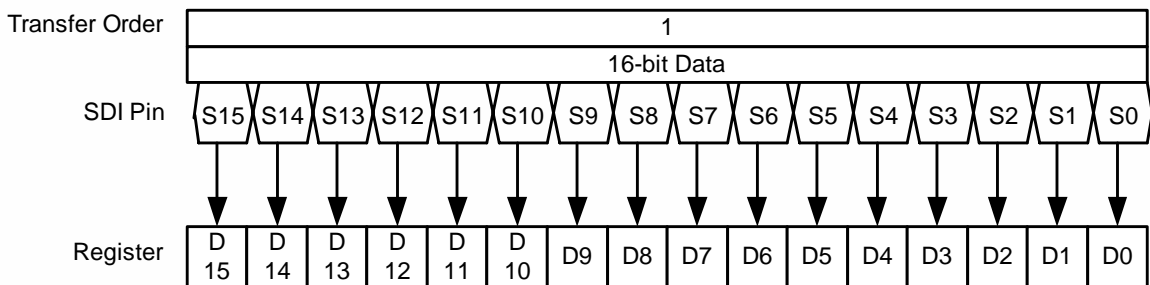 Transfer Order 1
16-bit Data
SDI Pin S15 S14 S13 S12 S11 S10 S9 S8 S7 S6 S5 S4 S3 S2 S1 S0
Register D 15 D 14 D 13 D 12 D 11 D 10 D9 D8 D7 D6 D5 D4 D3 D2 D1 D0